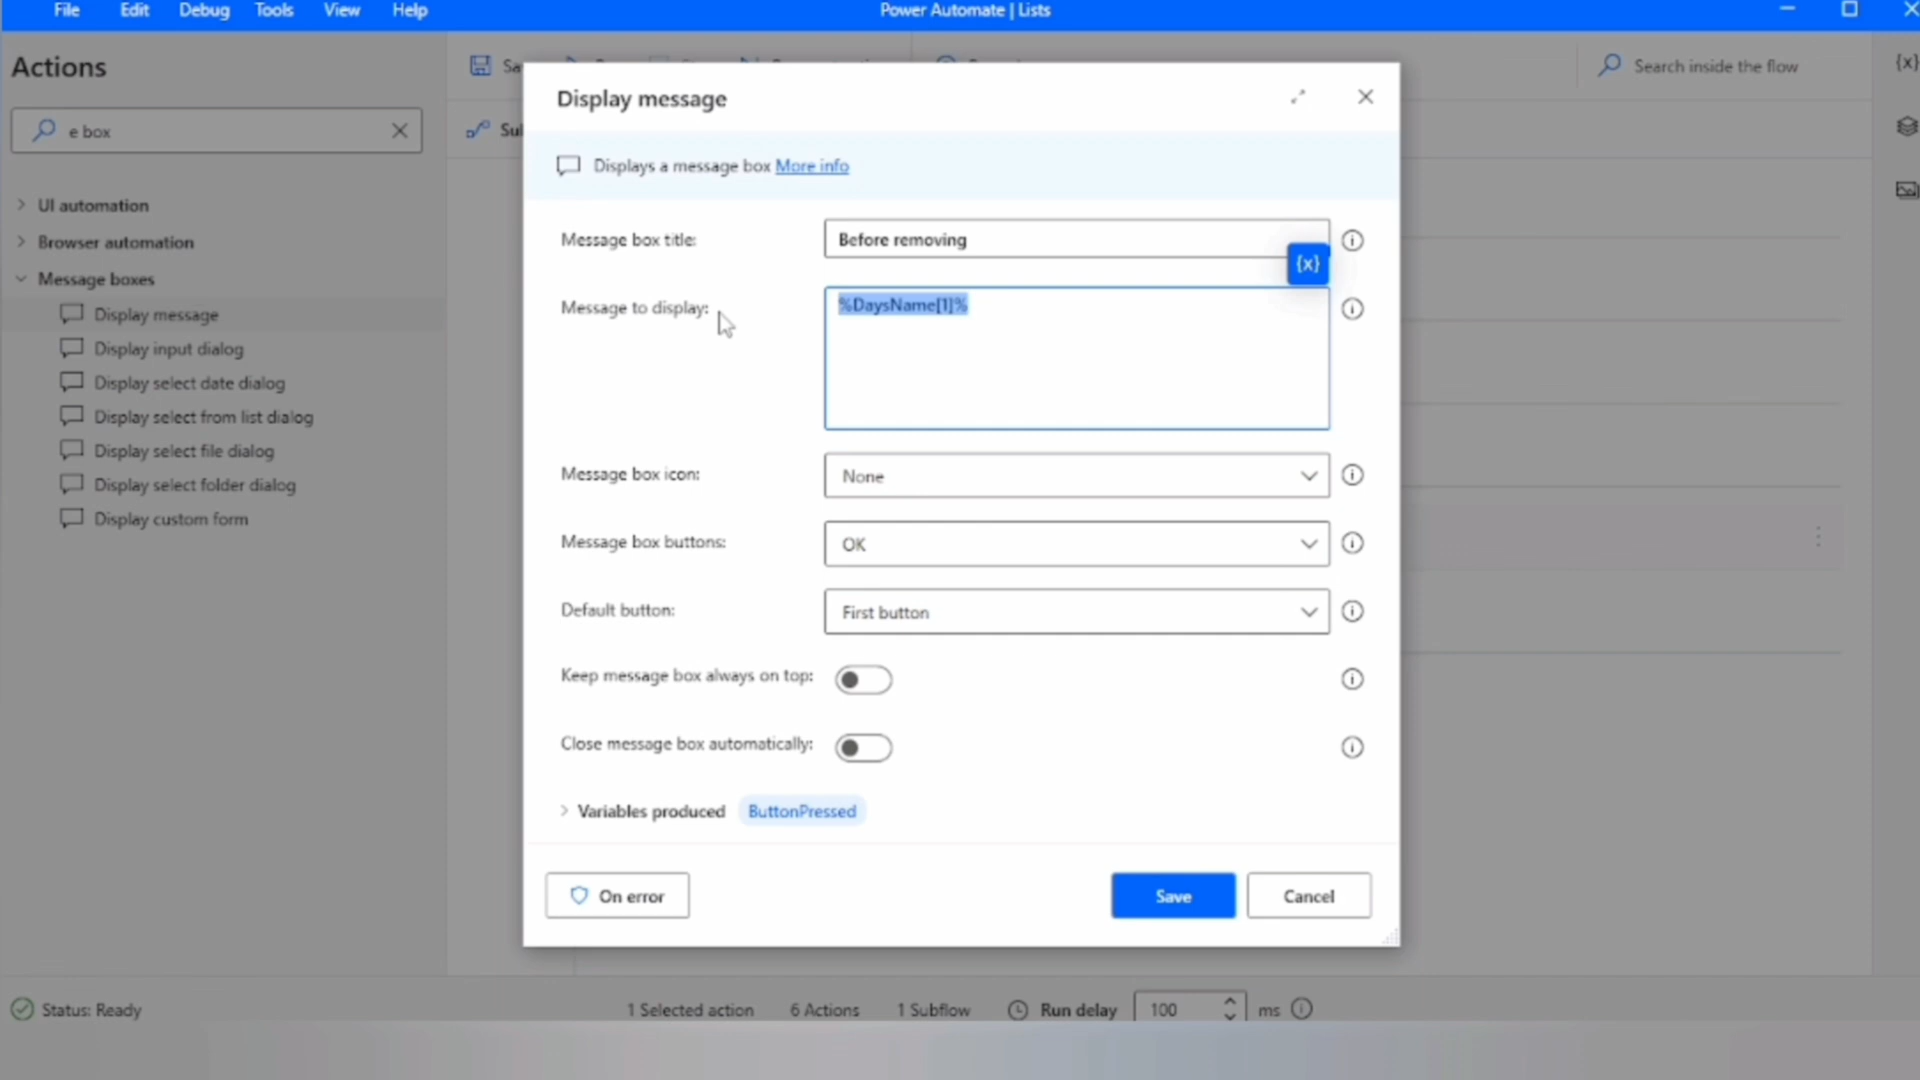 File Edit Debug Tools View Help Power Automate | Lists
Actions
Search inside the flow
e box
UI automation
Browser automation
Message boxes
Display message
Display input dialog
Display select date dialog
Display select from list dialog
Display select file dialog
Display select folder dialog
Display custom form
Display message
Displays a message box More info
Message box title: Before removing
{x}
Message to display: %DaysName[1]%
Message box icon: None
Message box buttons: OK
Default button: First button
Keep message box always on top:
Close message box automatically:
Variables produced ButtonPressed
On error Save Cancel
Status: Ready 1 Selected action 6 Actions 1 Subflow Run delay 100 ms